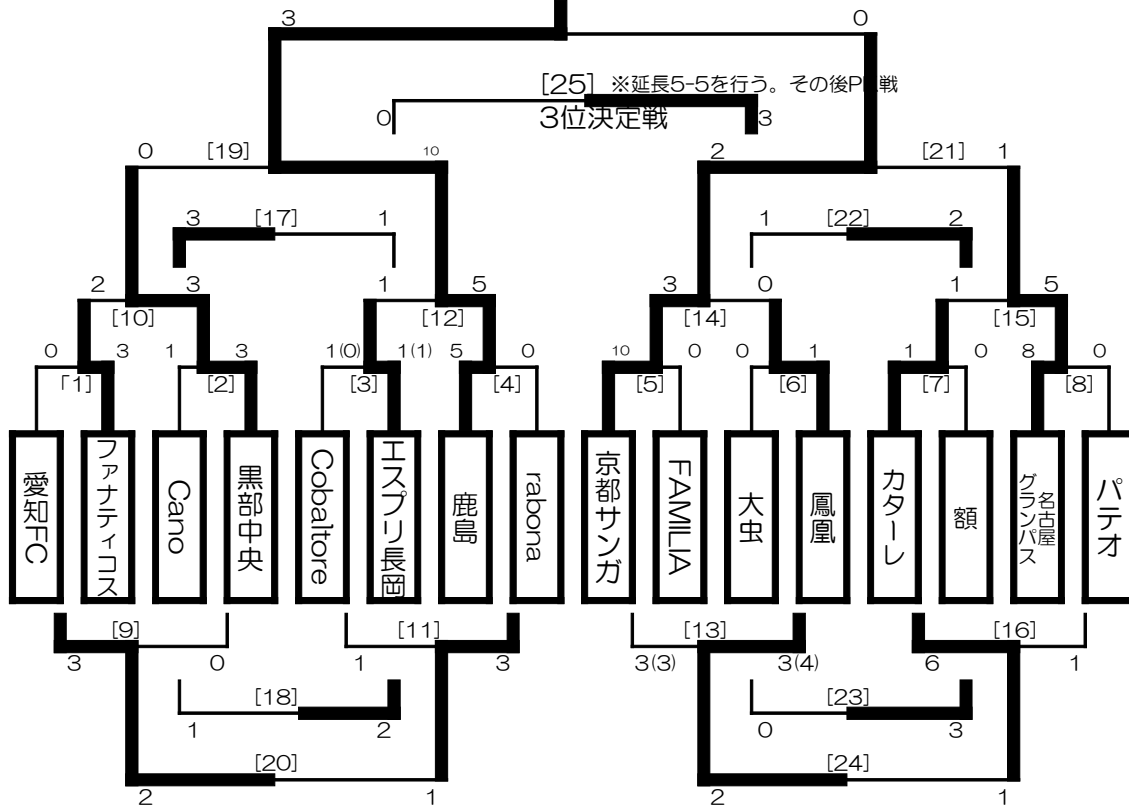 3 0
[25] ※延長5-5を行う。その後P 戦
0 3位決定戦 3
0 [19] 10 2 [21] 1
3 [17] 1 1 [22] 2
2 3 1 5 3 0 1 5
[10] [12] [14] [15]
0 3 1 3 1(0) 1(1) 5 0 10 0 0 1 1 0 8 0
「1] [2] [3] [4] [5] [6] [7] [8]
愛知FC
ファナティコス
Cano
黒部中央
Cobaltore
エスプリ長岡
鹿島
rabona
京都サンガ
FAMILIA
大虫
鳳凰
カターレ
額
名古屋
グランパス
パテオ
[9] [11] [13] [16]
3 0 1 3 3(3) 3(4) 6 1
[18] [23]
1 2 0 3
[20] [24]
2 1 2 1